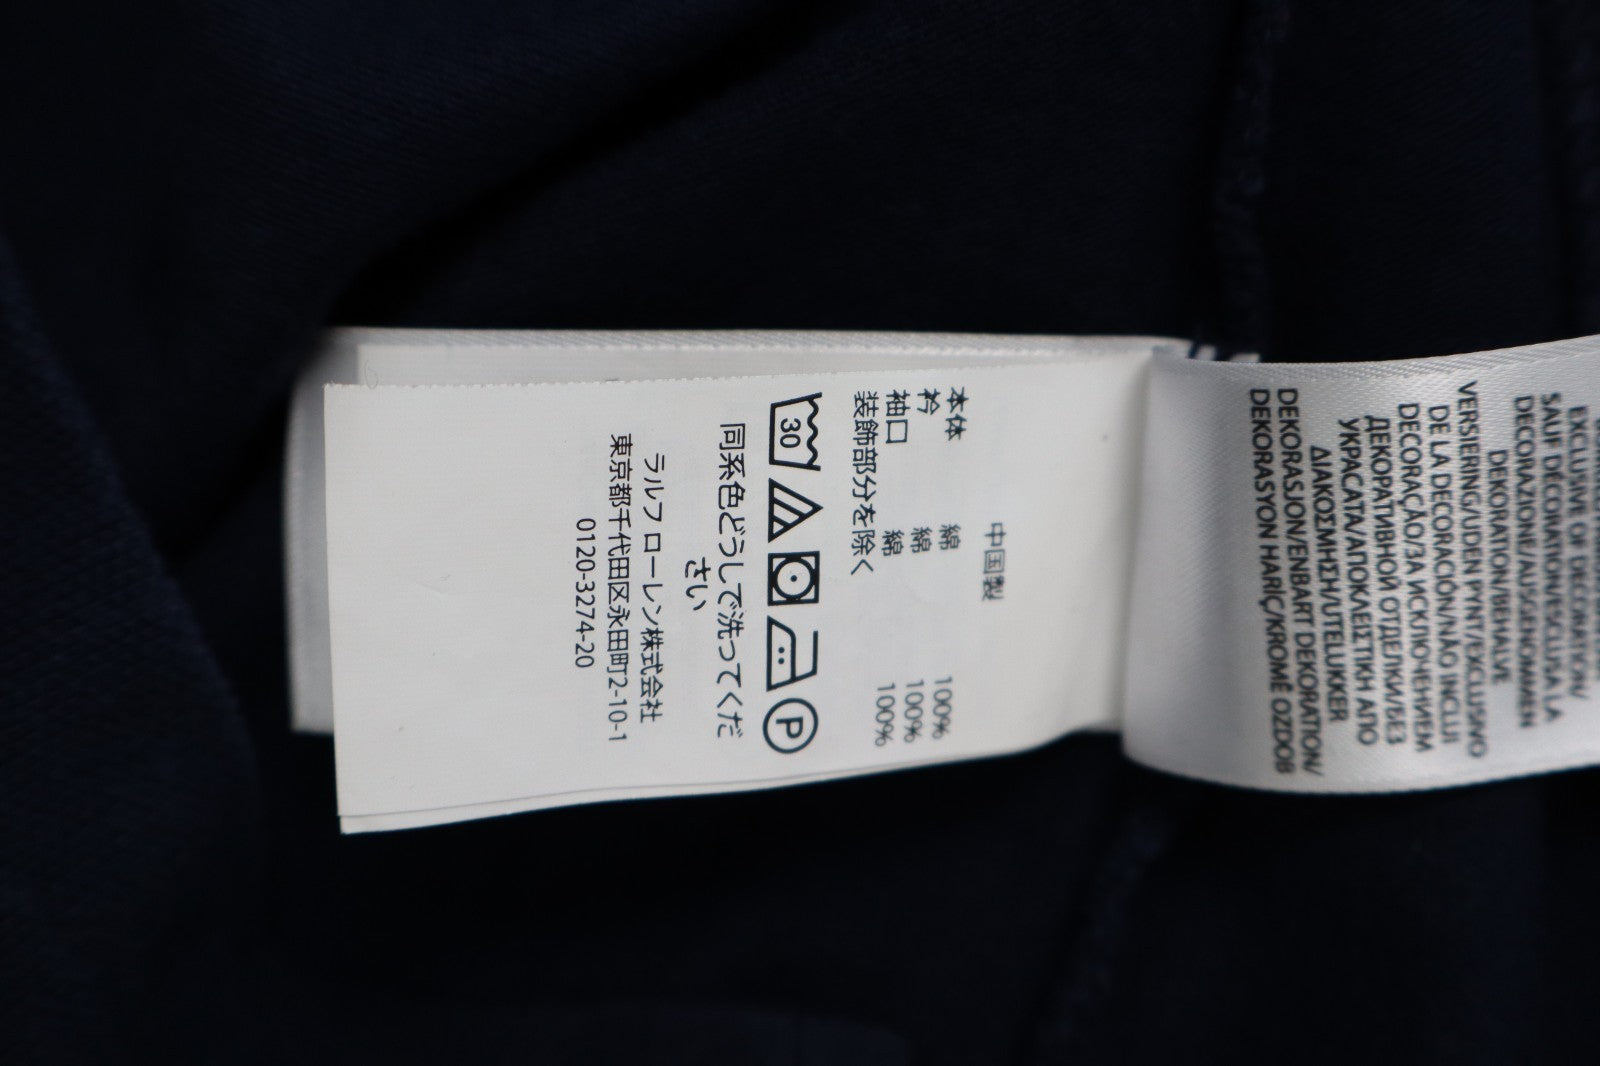 EXCLUSIVE OF DECORATION/
SAUF DÉCORATION/ESCLUSA LA
DECORAZIONE/AUSGENOMMEN
DEKORATION/BEHALVE
VERSIERING/UDEN PYNT/EXCLUSIVO
DE LA DECORACIÓN/NÃO INCLUI
DECORAÇÃO/ЗА ИСКЛЮЧЕНИЕМ
ДЕКОРАТИВНОЙ ОТДЕЛКИ/БЕЗ
УКРАСАТА/ΑΠΟΚΛΕΙΣΤΙΚΗ ΑΠΟ
ΔΙΑΚΟΣΜΗΣΗ/UTELUKKER
DEKORASJON/ENBART DEKORATION/
DEKORASYON HARİÇ/KROMĚ OZDOB
中国製
本体 綿 100%
衿 綿 100%
袖口 綿 100%
装飾部分を除く
30 P
同系色どうしで洗ってくだ
さい
ラルフ ローレン株式会社
東京都千代田区永田町2-10-1
0120-3274-20